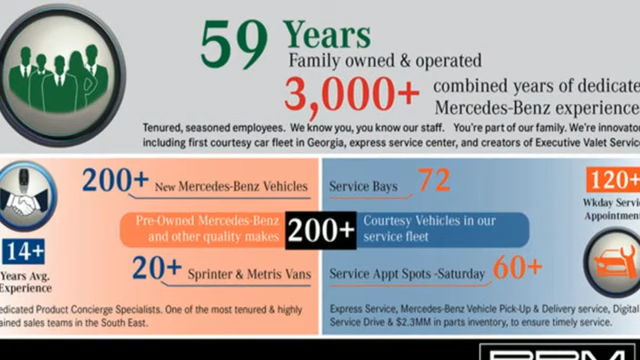 59 Years
Family owned & operated
3,000+ combined years of dedicate
Mercedes-Benz experience
Tenured, seasoned employees. We know you, you know our staff. You're part of our family. We're innovator
including first courtesy car fleet in Georgia, express service center, and creators of Executive Valet Servic
200+ New Mercedes-Benz Vehicles
Pre-Owned Mercedes-Benz
and other quality makes
200+
20+ Sprinter & Metris Vans
14+
Years Avg.
Experience
edicated Product Concierge Specialists. One of the most tenured & highly
ained sales teams in the South East.
Service Bays 72
Courtesy Vehicles in our
service fleet
Service Appt Spots -Saturday 60+
120+
Wkday Servic
Appointmen
Express Service, Mercedes-Benz Vehicle Pick-Up & Delivery service, Digital
Service Drive & $2.3MM in parts inventory, to ensure timely service.